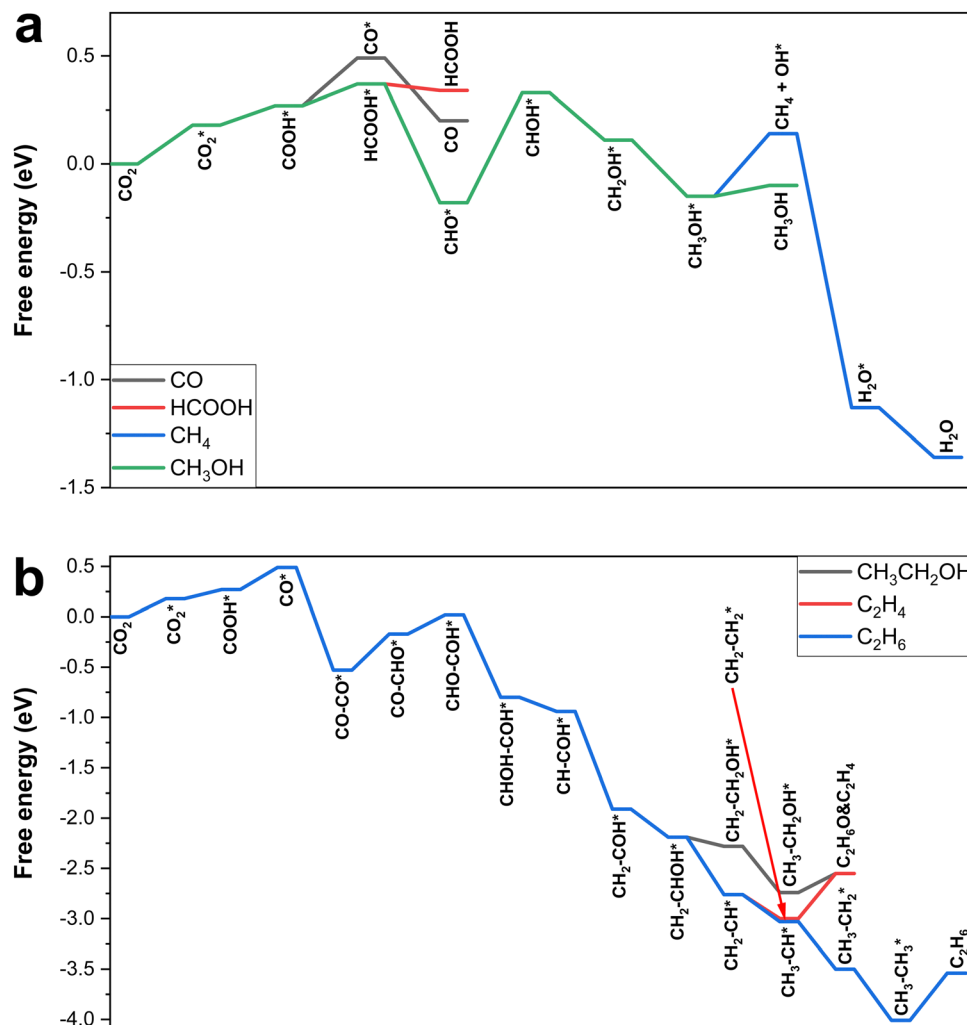 a
Free energy (eV)
0.5
0.0
-0.5
-1.0
-1.5
CO₂
CO₂*
COOH*
CO*
HCOOH*
HCOOH
CO
CHO*
CHOH*
CH₂OH*
CH₃OH*
CH₄ + OH*
CH₃OH
H₂O*
H₂O
CO
HCOOH
CH₄
CH₃OH
b
Free energy (eV)
0.5
0.0
-0.5
-1.0
-1.5
-2.0
-2.5
-3.0
-3.5
-4.0
CO₂
CO₂*
COOH*
CO*
CO-CO*
CO-CHO*
CHO-COH*
CHOH-COH*
CH-COH*
CH₂-COH*
CH₂-CHOH*
CH₂-CH₂*
CH₂-CH₂OH*
CH₂-CH*
CH₃-CH₂OH*
CH₃-CH*
C₂H₆O&C₂H₄
CH₃-CH₂*
CH₃-CH₃*
C₂H₆
CH₃CH₂OH
C₂H₄
C₂H₆